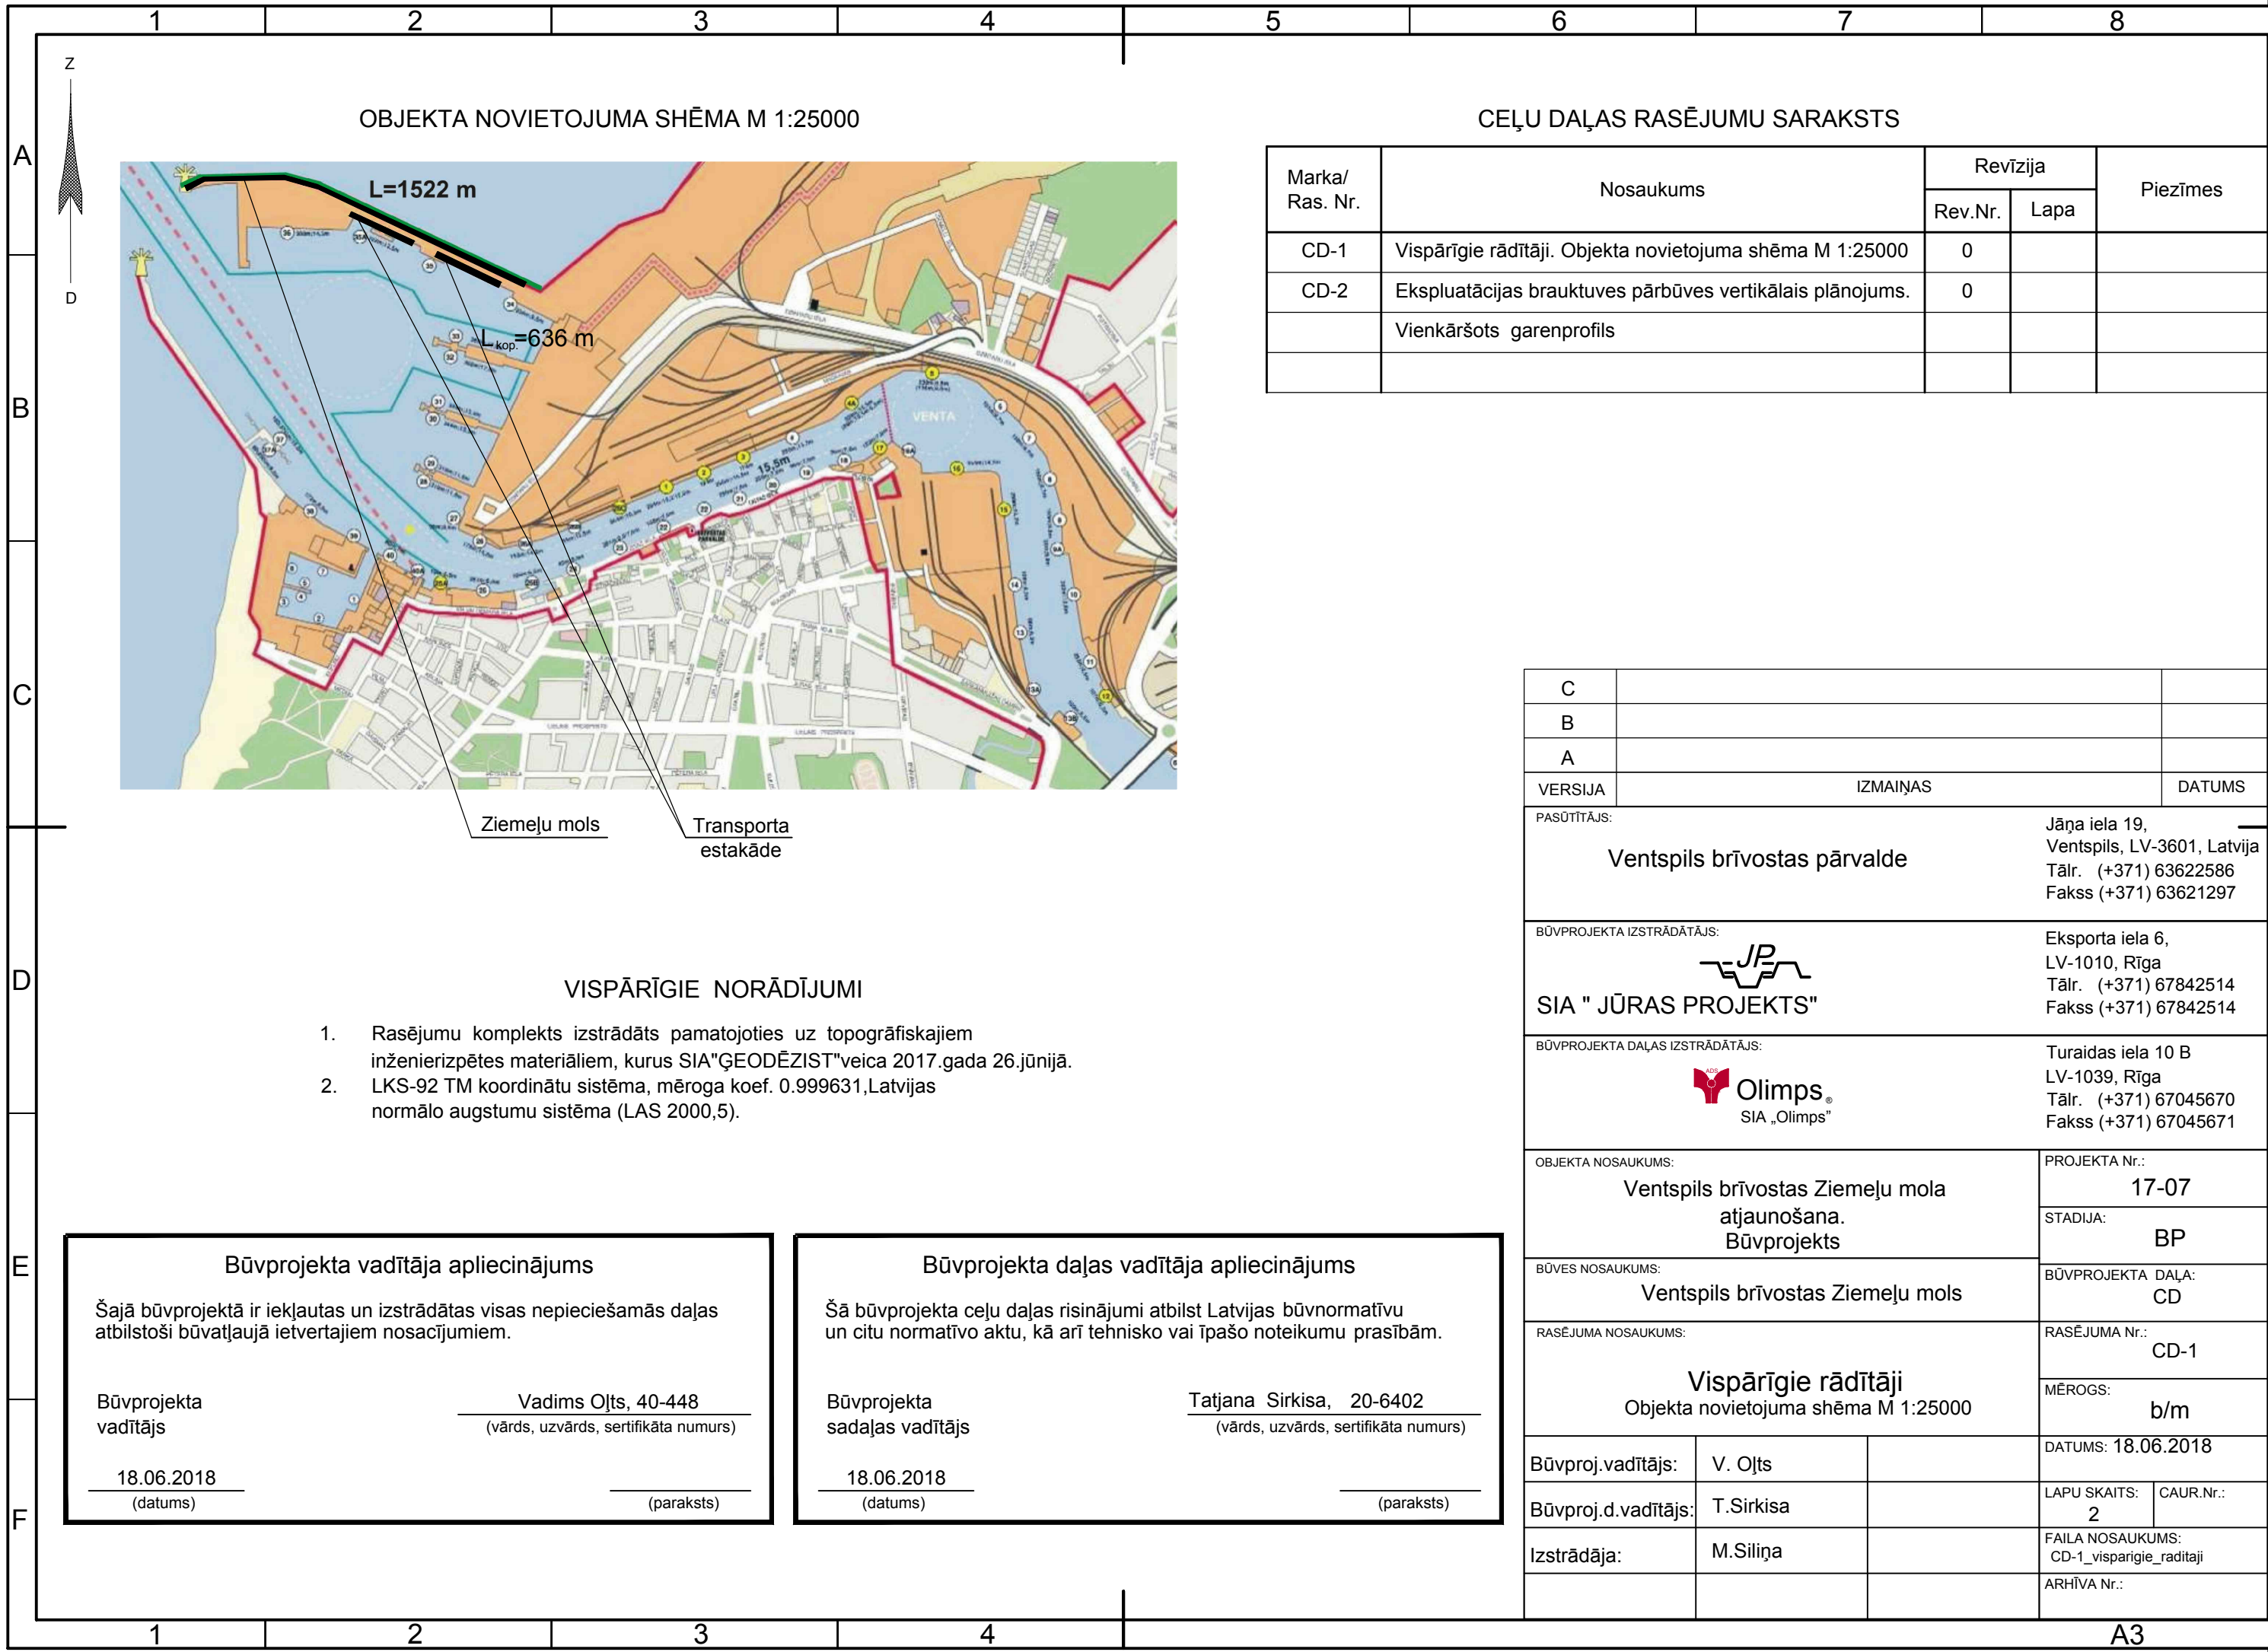 1 2 3 4 5 6 7 8
A
B
C
D
E
F
Z
D
OBJEKTA NOVIETOJUMA SHĒMA M 1:25000
L=1522 m
L kop.=636 m
VENTA
15,5m
Ziemeļu mols
Transporta
estakāde
CEĻU DAĻAS RASĒJUMU SARAKSTS
Marka/
Ras. Nr.
Nosaukums
Revīzija
Rev.Nr.
Lapa
Piezīmes
CD-1 Vispārīgie rādītāji. Objekta novietojuma shēma M 1:25000 0
CD-2 Ekspluatācijas brauktuves pārbūves vertikālais plānojums. 0
Vienkāršots garenprofils
VISPĀRĪGIE NORĀDĪJUMI
1. Rasējumu komplekts izstrādāts pamatojoties uz topogrāfiskajiem
inženierizpētes materiāliem, kurus SIA"ĢEODĒZIST"veica 2017.gada 26.jūnijā.
2. LKS-92 TM koordinātu sistēma, mēroga koef. 0.999631,Latvijas
normālo augstumu sistēma (LAS 2000,5).
Būvprojekta vadītāja apliecinājums
Šajā būvprojektā ir iekļautas un izstrādātas visas nepieciešamās daļas
atbilstoši būvatļaujā ietvertajiem nosacījumiem.
Būvprojekta
vadītājs
Vadims Oļts, 40-448
(vārds, uzvārds, sertifikāta numurs)
18.06.2018
(datums)
(paraksts)
Būvprojekta daļas vadītāja apliecinājums
Šā būvprojekta ceļu daļas risinājumi atbilst Latvijas būvnormatīvu
un citu normatīvo aktu, kā arī tehnisko vai īpašo noteikumu prasībām.
Būvprojekta
sadaļas vadītājs
Tatjana Sirkisa, 20-6402
(vārds, uzvārds, sertifikāta numurs)
18.06.2018
(datums)
(paraksts)
C
B
A
VERSIJA IZMAIŅAS DATUMS
PASŪTĪTĀJS:
Ventspils brīvostas pārvalde
Jāņa iela 19,
Ventspils, LV-3601, Latvija
Tālr. (+371) 63622586
Fakss (+371) 63621297
BŪVPROJEKTA IZSTRĀDĀTĀJS:
JP
SIA " JŪRAS PROJEKTS"
Eksporta iela 6,
LV-1010, Rīga
Tālr. (+371) 67842514
Fakss (+371) 67842514
BŪVPROJEKTA DAĻAS IZSTRĀDĀTĀJS:
ADS
Olimps®
SIA „Olimps”
Turaidas iela 10 B
LV-1039, Rīga
Tālr. (+371) 67045670
Fakss (+371) 67045671
OBJEKTA NOSAUKUMS:
Ventspils brīvostas Ziemeļu mola
atjaunošana.
Būvprojekts
PROJEKTA Nr.:
17-07
STADIJA:
BP
BŪVES NOSAUKUMS:
Ventspils brīvostas Ziemeļu mols
BŪVPROJEKTA DAĻA:
CD
RASĒJUMA NOSAUKUMS:
Vispārīgie rādītāji
Objekta novietojuma shēma M 1:25000
RASĒJUMA Nr.:
CD-1
MĒROGS:
b/m
Būvproj.vadītājs: V. Oļts
DATUMS: 18.06.2018
Būvproj.d.vadītājs: T.Sirkisa
LAPU SKAITS:
2
CAUR.Nr.:
Izstrādāja: M.Siliņa
FAILA NOSAUKUMS:
CD-1_visparigie_raditaji
ARHĪVA Nr.:
1 2 3 4
A3